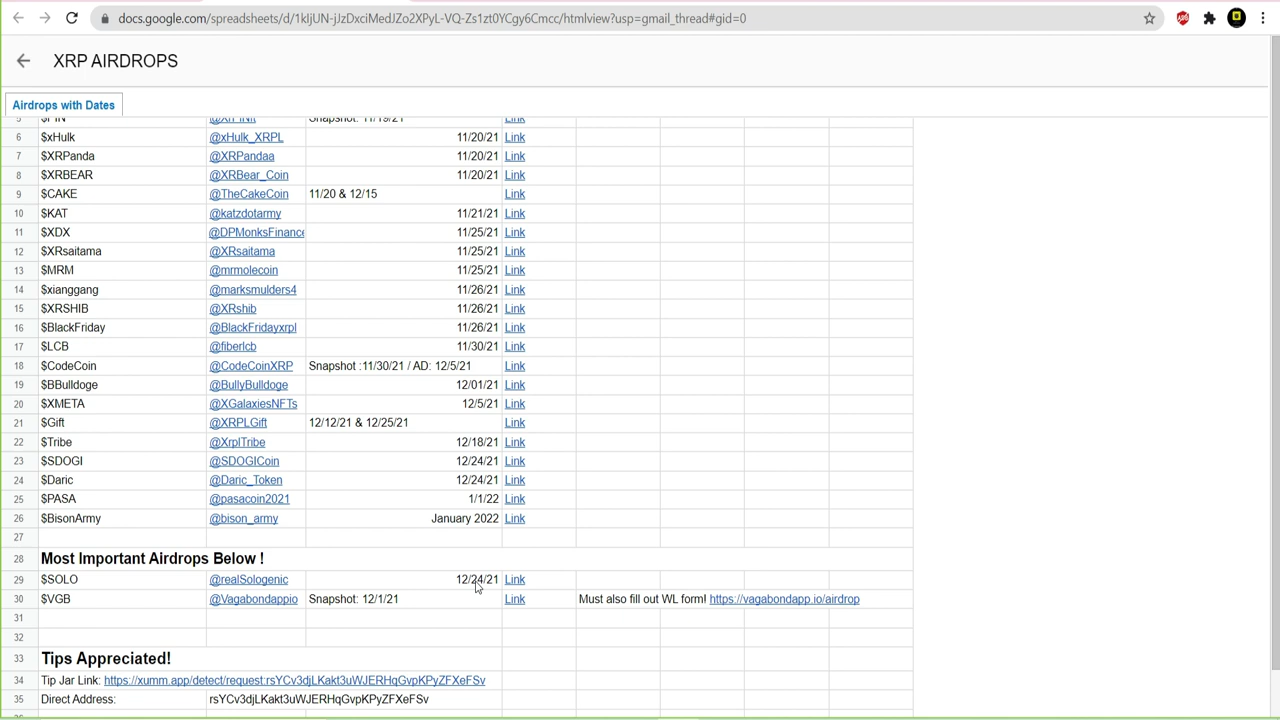 docs.google.com/spreadsheets/d/1kIjUN-jJzDxciMedJZo2XPyL-VQ-Zs1zt0YCgy6Cmcc/htmlview?usp=gmail_thread#gid=0
XRP AIRDROPS
Airdrops with Dates
5 Snapshot: 11/19/21 Link
6 $xHulk @xHulk_XRPL 11/20/21 Link
7 $XRPanda @XRPandaa 11/20/21 Link
8 $XRBEAR @XRBear_Coin 11/20/21 Link
9 $CAKE @TheCakeCoin 11/20 & 12/15 Link
10 $KAT @katzdotarmy 11/21/21 Link
11 $XDX @DPMonksFinance 11/25/21 Link
12 $XRsaitama @XRsaitama 11/25/21 Link
13 $MRM @mrmolecoin 11/25/21 Link
14 $xianggang @marksmulders4 11/26/21 Link
15 $XRSHIB @XRshib 11/26/21 Link
16 $BlackFriday @BlackFridayxrpl 11/26/21 Link
17 $LCB @fiberlcb 11/30/21 Link
18 $CodeCoin @CodeCoinXRP Snapshot :11/30/21 / AD: 12/5/21 Link
19 $BBulldoge @BullyBulldoge 12/01/21 Link
20 $XMETA @XGalaxiesNFTs 12/5/21 Link
21 $Gift @XRPLGift 12/12/21 & 12/25/21 Link
22 $Tribe @XrplTribe 12/18/21 Link
23 $SDOGI @SDOGICoin 12/24/21 Link
24 $Daric @Daric_Token 12/24/21 Link
25 $PASA @pasacoin2021 1/1/22 Link
26 $BisonArmy @bison_army January 2022 Link
27
28 Most Important Airdrops Below !
29 $SOLO @realSologenic 12/24/21 Link
30 $VGB @Vagabondappio Snapshot: 12/1/21 Link Must also fill out WL form! https://vagabondapp.io/airdrop
31
32
33 Tips Appreciated!
34 Tip Jar Link: https://xumm.app/detect/request:rsYCv3djLKakt3uWJERHqGvpKPyZFXeFSv
35 Direct Address: rsYCv3djLKakt3uWJERHqGvpKPyZFXeFSv